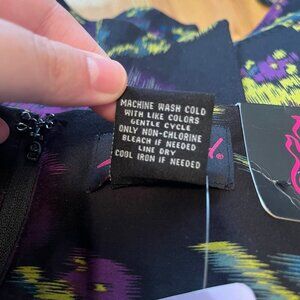 MACHINE WASH COLD
WITH LIKE COLORS
GENTLE CYCLE
ONLY NON-CHLORINE
BLEACH IF NEEDED
LINE DRY
COOL IRON IF NEEDED